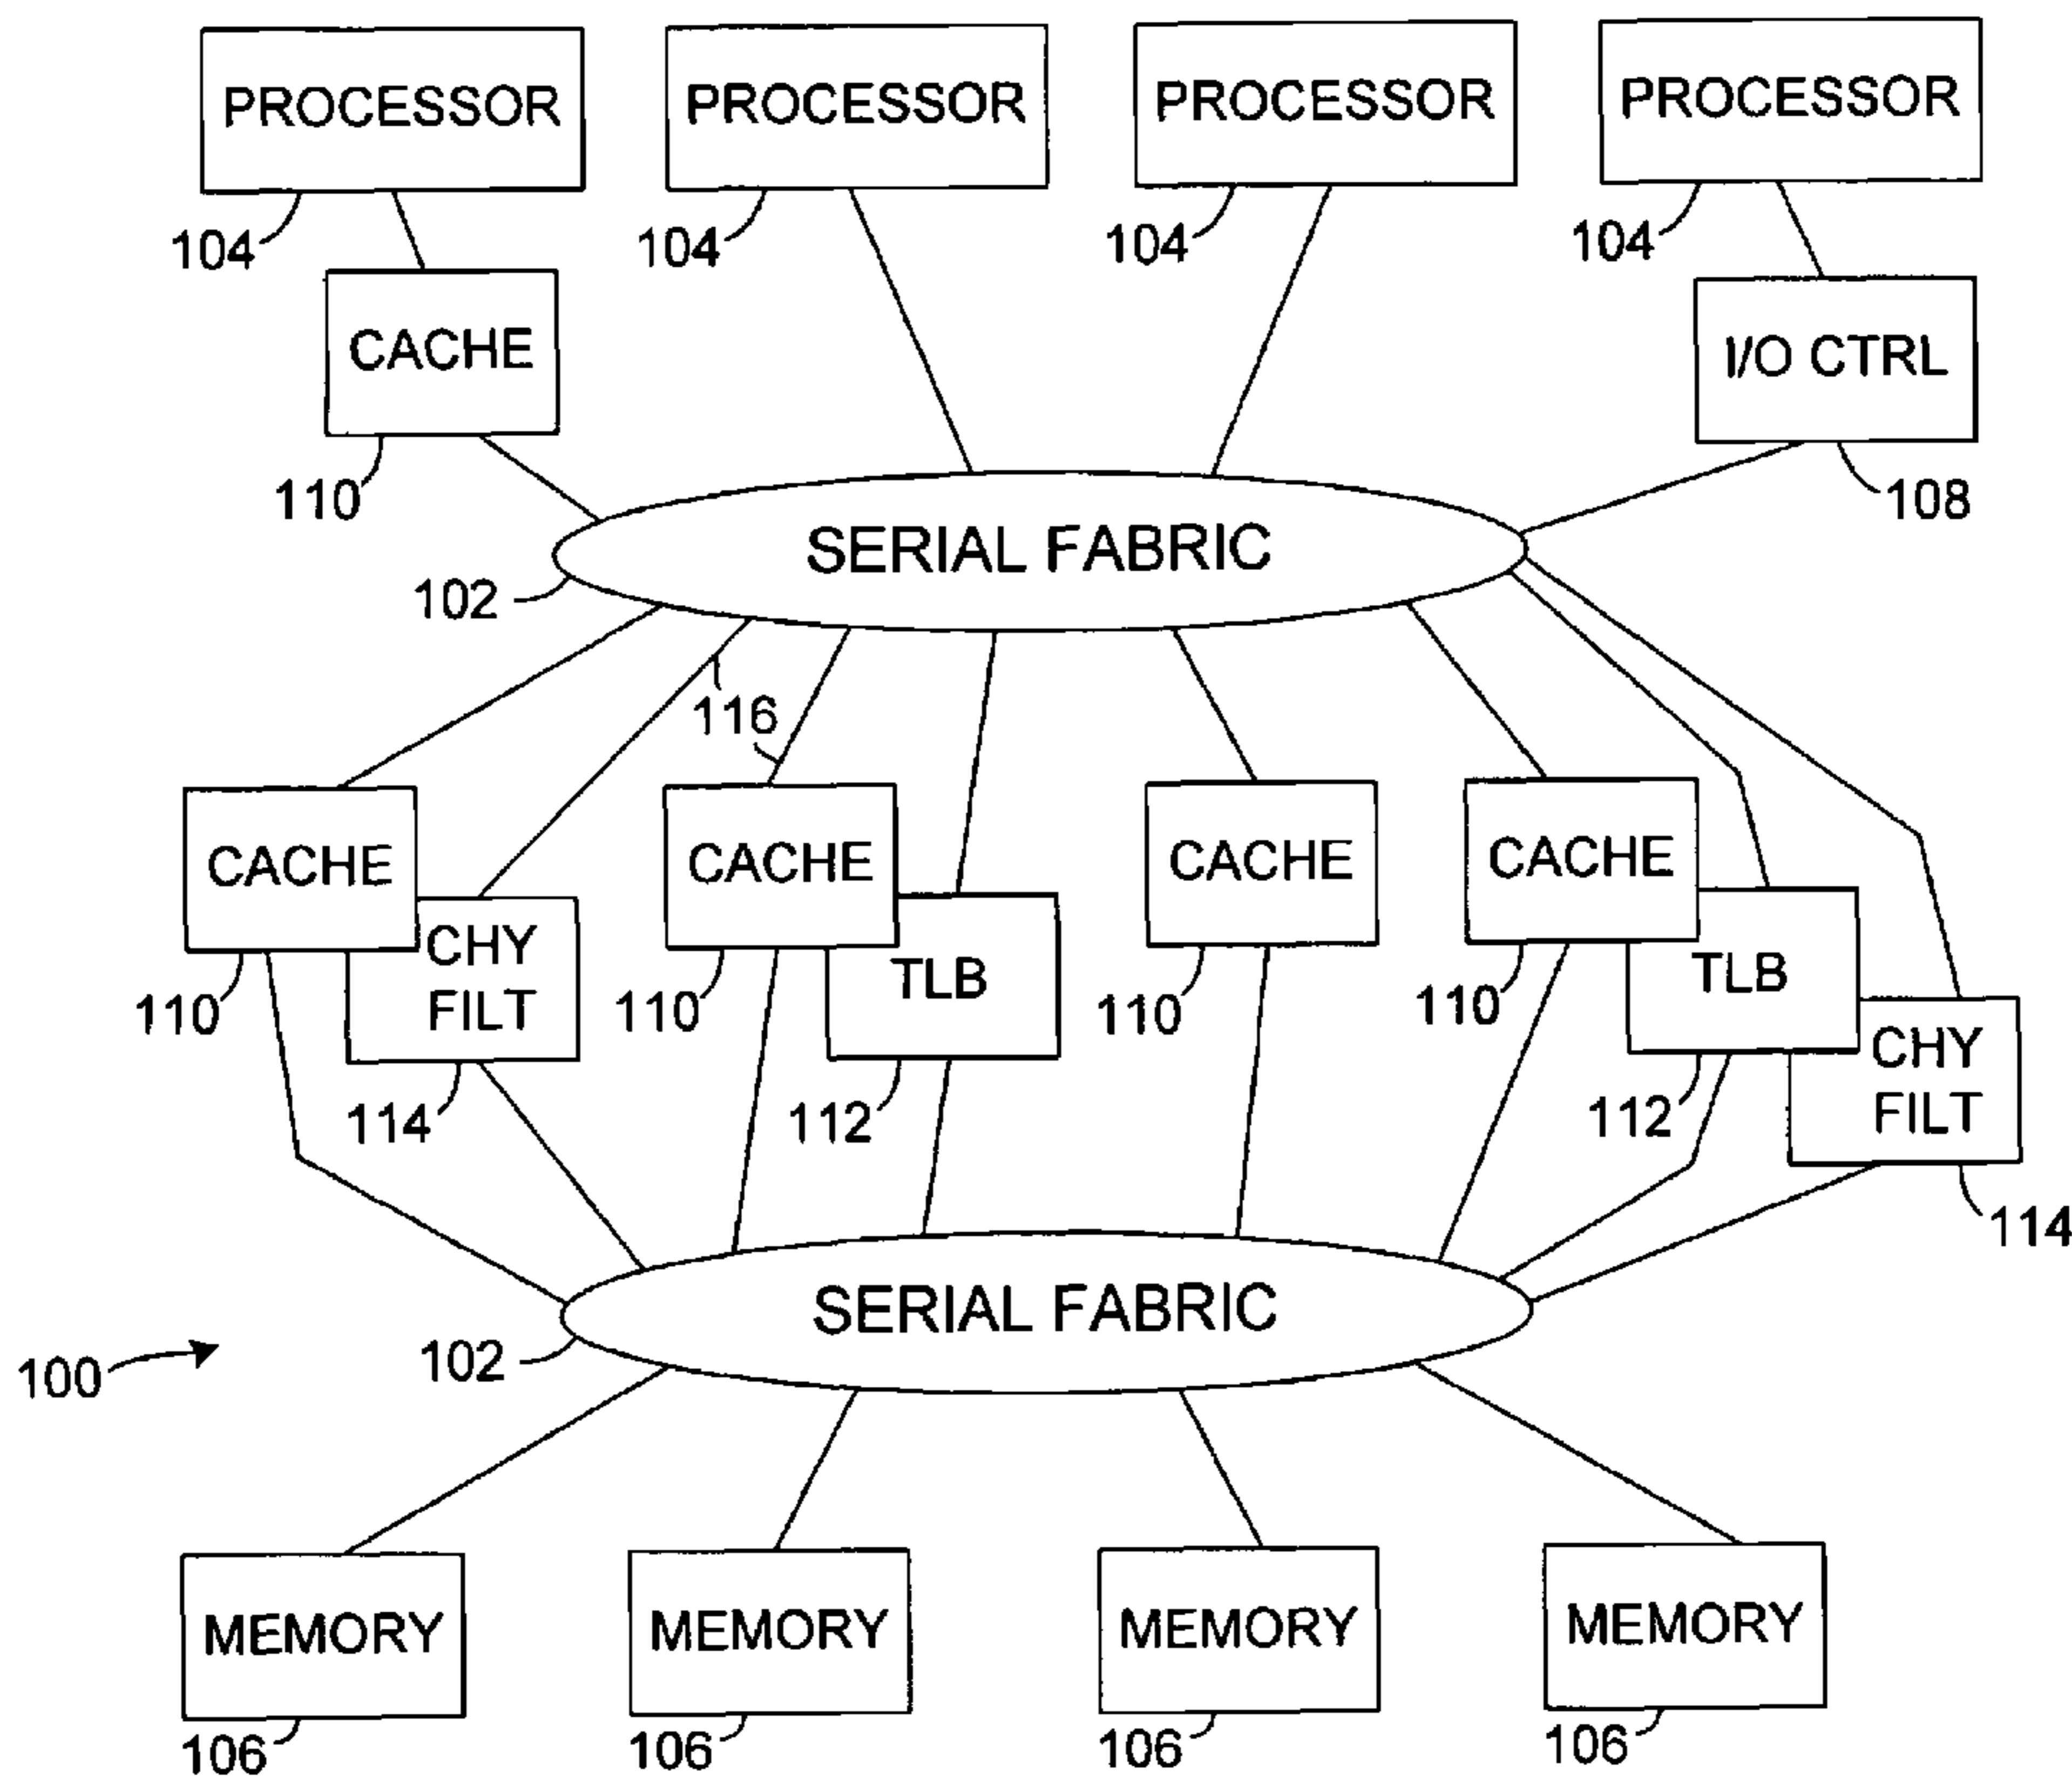 PROCESSOR
PROCESSOR
PROCESSOR
PROCESSOR
104
104
104
104
CACHE
I/O CTRL
110
108
SERIAL FABRIC
102
116
CACHE
CACHE
CACHE
CACHE
CHY
FILT
TLB
TLB
CHY
FILT
110
110
110
110
114
112
112
114
SERIAL FABRIC
102
100
MEMORY
MEMORY
MEMORY
MEMORY
106
106
106
106